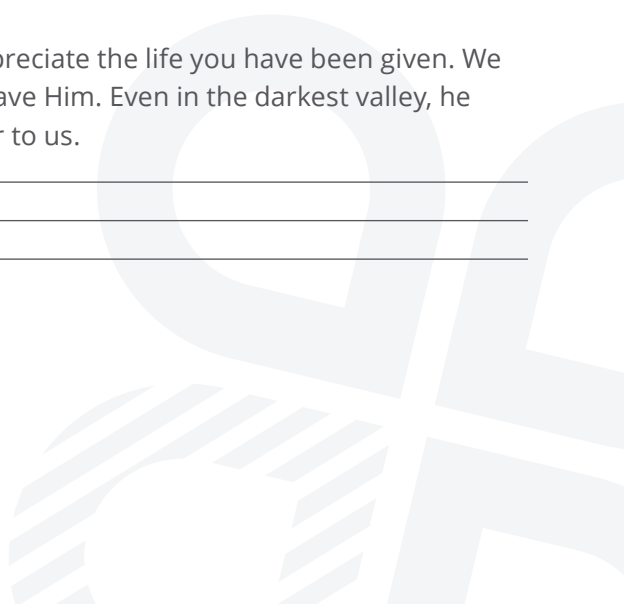 preciate the life you have been given. We
ave Him. Even in the darkest valley, he
r to us.